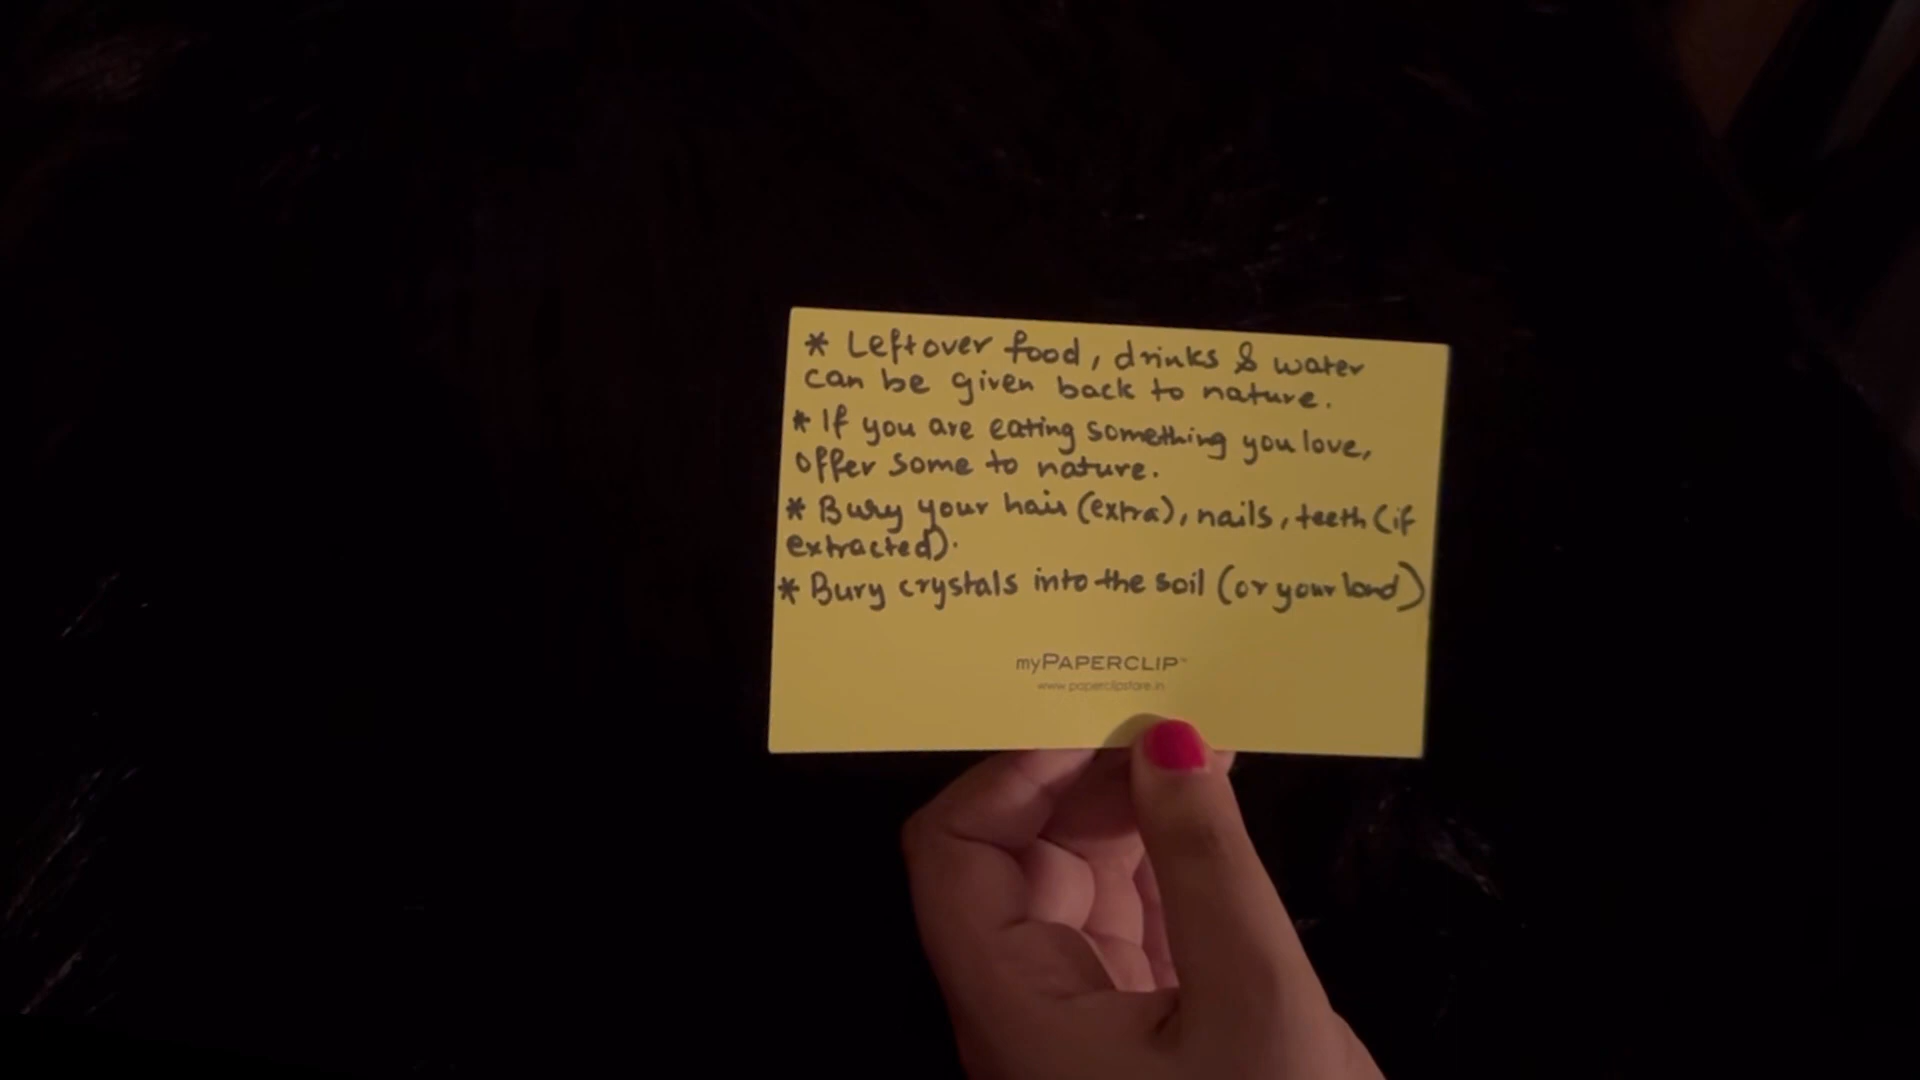 * Leftover food, drinks & water
can be given back to nature.
* If you are eating something you love,
offer some to nature.
* Bury your hair (extra), nails, teeth (if
extracted).
* Bury crystals into the soil (or your land)
myPAPERCLIP™
www.paperclipstore.in